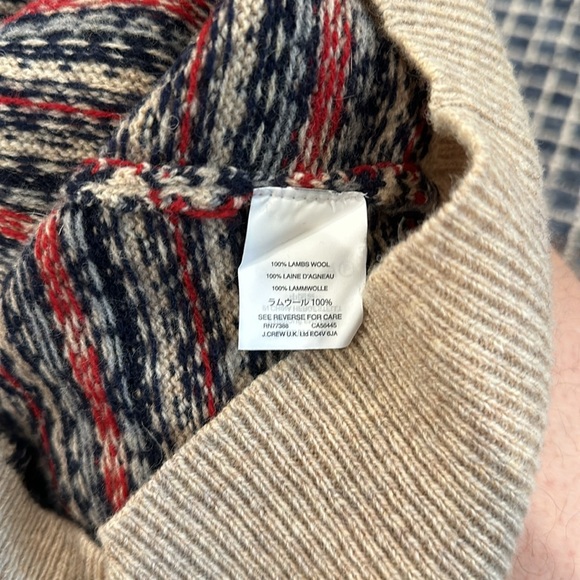 100% LAMBS WOOL
100% LAINE D'AGNEAU
100% LAMMWOLLE
ラムウール 100%
SEE REVERSE FOR CARE
RN77388 CA56445
J.CREW U.K. Ltd EC4V 6JA